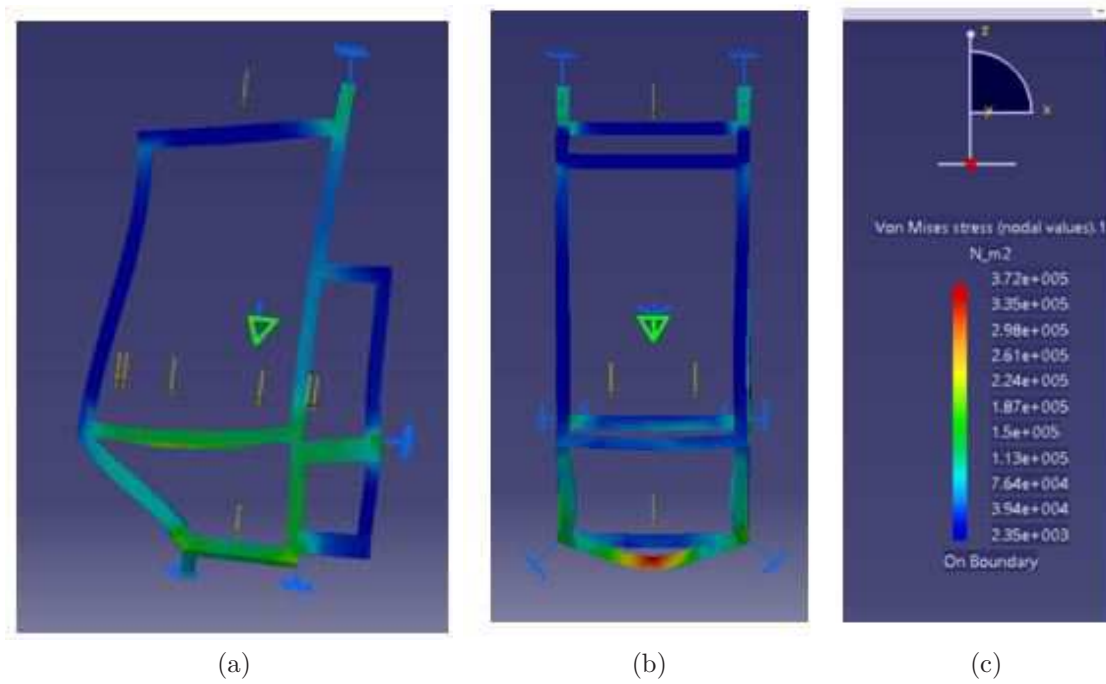 z
y
x
Von Mises stress (nodal values).1
N_m2
3.72e+005
3.35e+005
2.98e+005
2.61e+005
2.24e+005
1.87e+005
1.5e+005
1.13e+005
7.64e+004
3.94e+004
2.35e+003
On Boundary
(a)
(b)
(c)